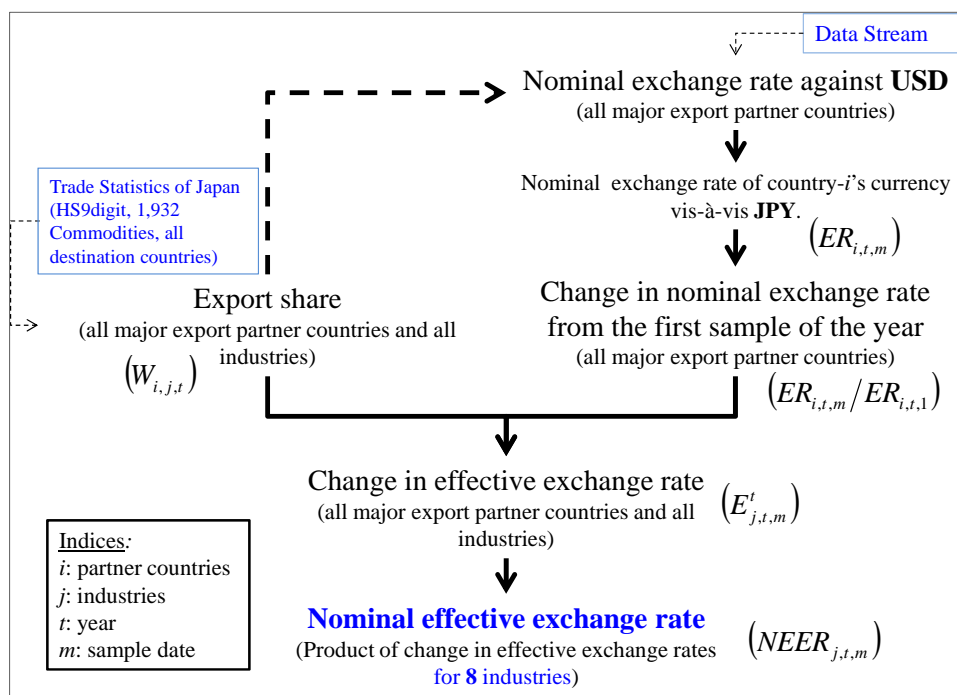 Data Stream
Nominal exchange rate against USD
(all major export partner countries)
Trade Statistics of Japan
(HS9digit, 1,932
Commodities, all
destination countries)
Nominal exchange rate of country-i's currency
vis-à-vis JPY.
(ER_{i,t,m})
Export share
(all major export partner countries and all
industries)
(W_{i,j,t})
Change in nominal exchange rate
from the first sample of the year
(all major export partner countries)
(ER_{i,t,m}/ER_{i,t,1})
Change in effective exchange rate
(all major export partner countries and all
industries)
(E^t_{j,t,m})
Indices:
i: partner countries
j: industries
t: year
m: sample date
Nominal effective exchange rate
(Product of change in effective exchange rates
for 8 industries)
(NEER_{j,t,m})